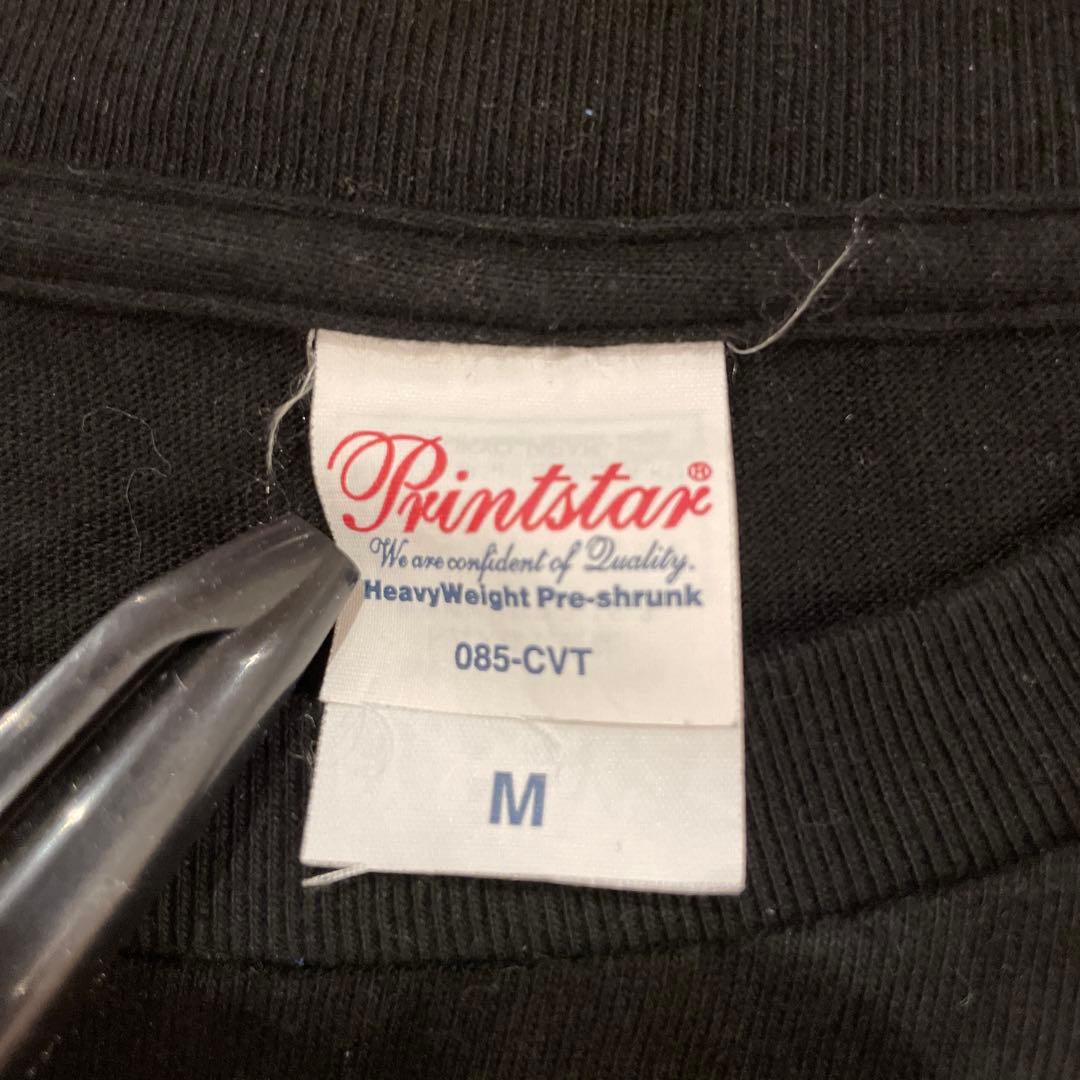 Printstar®
We are confident of Quality.
HeavyWeight Pre-shrunk
085-CVT
M